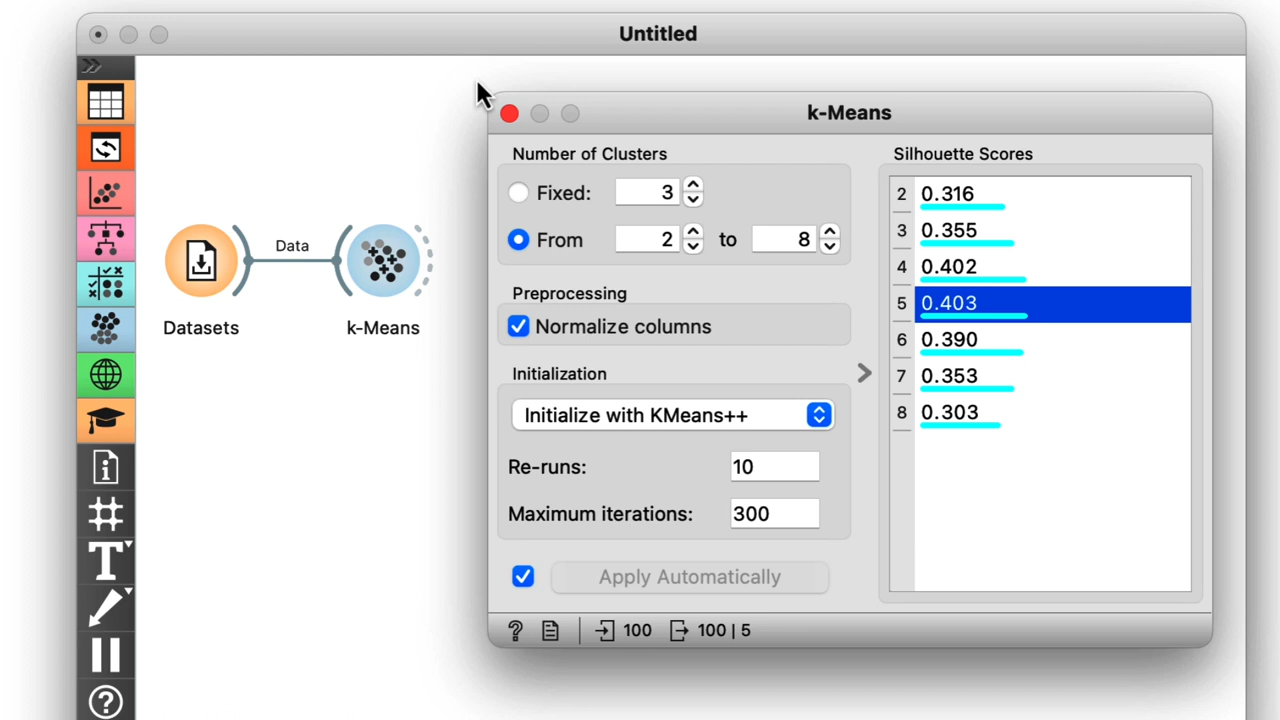 Untitled
k-Means
Number of Clusters
Fixed: 3
From 2 to 8
Preprocessing
Normalize columns
Initialization
Initialize with KMeans++
Re-runs: 10
Maximum iterations: 300
Apply Automatically
? 100 100 | 5
Silhouette Scores
2 0.316
3 0.355
4 0.402
5 0.403
6 0.390
7 0.353
8 0.303
Data
Datasets
k-Means
T
?